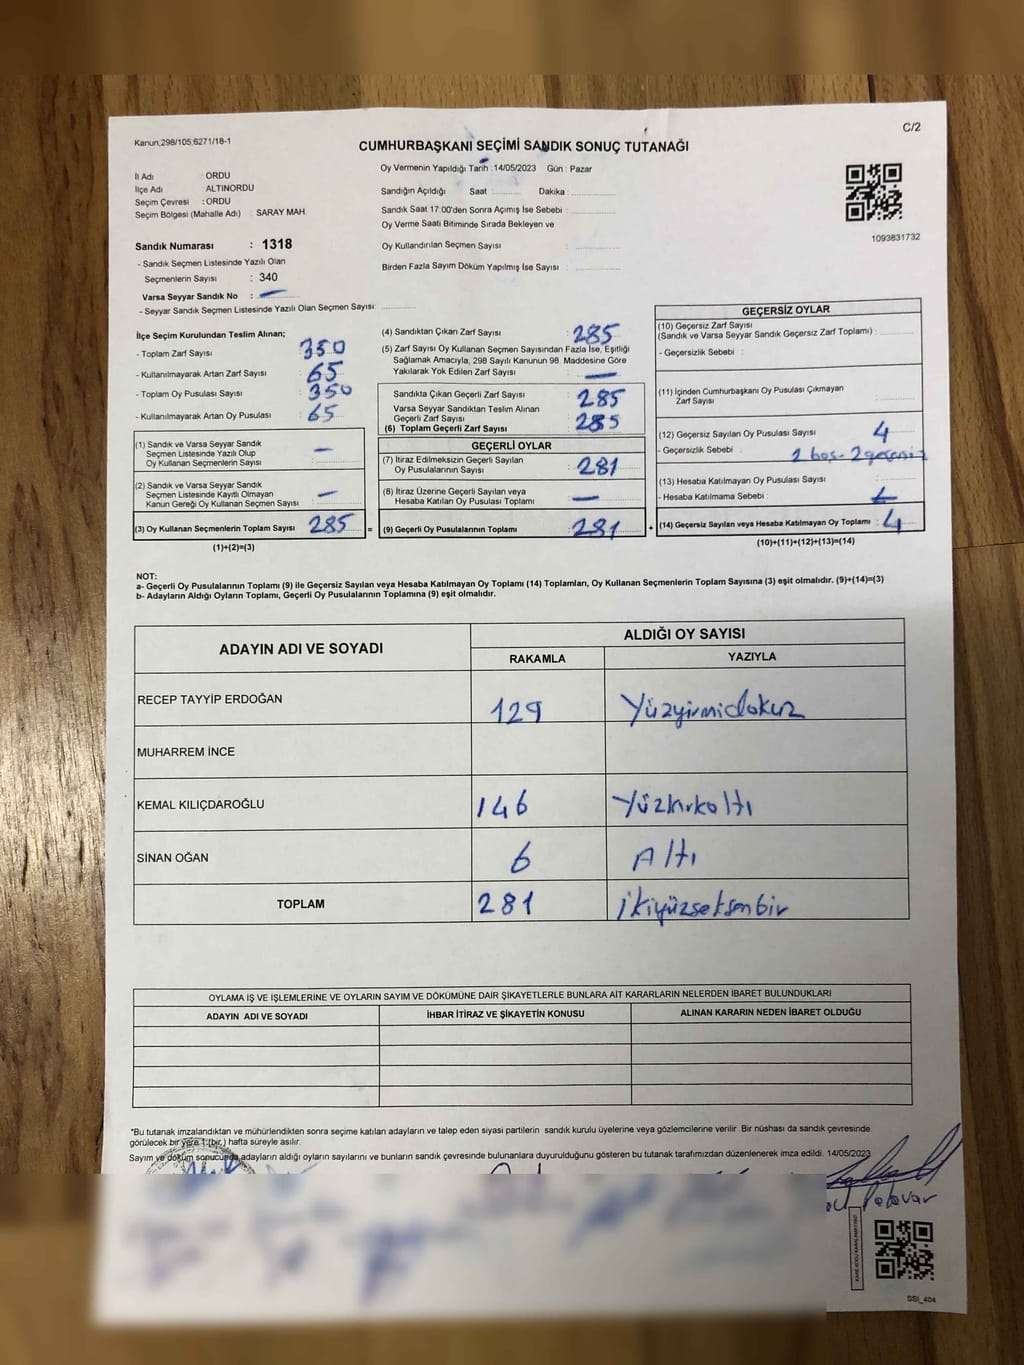 Kanun;298/105;6271/18-1
C/2
CUMHURBAŞKANI SEÇİMİ SANDIK SONUÇ TUTANAĞI
İl Adı : ORDU
İlçe Adı : ALTINORDU
Seçim Çevresi : ORDU
Seçim Bölgesi (Mahalle Adı) : SARAY MAH.
Oy Vermenin Yapıldığı Tarih : 14/05/2023 Gün : Pazar
Sandığın Açıldığı Saat Dakika
Sandık Saat 17.00'den Sonra Açımış İse Sebebi :
Oy Verme Saati Bitiminde Sırada Bekleyen ve
Oy Kullandırılan Seçmen Sayısı :
Birden Fazla Sayım Döküm Yapılmış İse Sayısı :
1093831732
Sandık Numarası : 1318
- Sandık Seçmen Listesinde Yazılı Olan
Seçmenlerin Sayısı : 340
Varsa Seyyar Sandık No : —
- Seyyar Sandık Seçmen Listesinde Yazılı Olan Seçmen Sayısı:
İlçe Seçim Kurulundan Teslim Alınan;
- Toplam Zarf Sayısı : 350
- Kullanılmayarak Artan Zarf Sayısı : 65
- Toplam Oy Pusulası Sayısı : 350
- Kullanılmayarak Artan Oy Pusulası : 65
(1) Sandık ve Varsa Seyyar Sandık
Seçmen Listesinde Yazılı Olup
Oy Kullanan Seçmenlerin Sayısı : —
(2) Sandık ve Varsa Seyyar Sandık
Seçmen Listesinde Kayıtlı Olmayan
Kanun Gereği Oy Kullanan Seçmen Sayısı : —
(3) Oy Kullanan Seçmenlerin Toplam Sayısı : 285
(1)+(2)=(3)
(4) Sandıktan Çıkan Zarf Sayısı : 285
(5) Zarf Sayısı Oy Kullanan Seçmen Sayısından Fazla İse, Eşitliği
Sağlamak Amacıyla, 298 Sayılı Kanunun 98. Maddesine Göre
Yakılarak Yok Edilen Zarf Sayısı : —
Sandıkta Çıkan Geçerli Zarf Sayısı : 285
Varsa Seyyar Sandıktan Teslim Alınan
Geçerli Zarf Sayısı
(6) Toplam Geçerli Zarf Sayısı : 285
GEÇERLİ OYLAR
(7) İtiraz Edilmeksizin Geçerli Sayılan
Oy Pusulalarının Sayısı : 281
(8) İtiraz Üzerine Geçerli Sayılan veya
Hesaba Katılan Oy Pusulası Toplamı : —
= (9) Geçerli Oy Pusulalarının Toplamı : 281
GEÇERSİZ OYLAR
(10) Geçersiz Zarf Sayısı
(Sandık ve Varsa Seyyar Sandık Geçersiz Zarf Toplamı) :
- Geçersizlik Sebebi :
(11) İçinden Cumhurbaşkanı Oy Pusulası Çıkmayan
Zarf Sayısı :
(12) Geçersiz Sayılan Oy Pusulası Sayısı : 4
- Geçersizlik Sebebi : 2 boş - 2 geçersiz
(13) Hesaba Katılmayan Oy Pusulası Sayısı :
- Hesaba Katılmama Sebebi :
+ (14) Geçersiz Sayılan veya Hesaba Katılmayan Oy Toplamı : 4
(10)+(11)+(12)+(13)=(14)
NOT:
a- Geçerli Oy Pusulalarının Toplamı (9) ile Geçersiz Sayılan veya Hesaba Katılmayan Oy Toplamı (14) Toplamları, Oy Kullanan Seçmenlerin Toplam Sayısına (3) eşit olmalıdır. (9)+(14)=(3)
b- Adayların Aldığı Oyların Toplamı, Geçerli Oy Pusulalarının Toplamına (9) eşit olmalıdır.
ADAYIN ADI VE SOYADI ALDIĞI OY SAYISI
RAKAMLA YAZIYLA
RECEP TAYYİP ERDOĞAN 129 Yüzyirmidokuz
MUHARREM İNCE
KEMAL KILIÇDAROĞLU 146 Yüzkırkaltı
SİNAN OĞAN 6 Altı
TOPLAM 281 İkiyüzseksenbir
OYLAMA İŞ VE İŞLEMLERİNE VE OYLARIN SAYIM VE DÖKÜMÜNE DAİR ŞİKAYETLERLE BUNLARA AİT KARARLARIN NELERDEN İBARET BULUNDUKLARI
ADAYIN ADI VE SOYADI İHBAR İTİRAZ VE ŞİKAYETİN KONUSU ALINAN KARARIN NEDEN İBARET OLDUĞU
*Bu tutanak imzalandıktan ve mühürlendikten sonra seçime katılan adayların ve talep eden siyasi partilerin sandık kurulu üyelerine veya gözlemcilerine verilir. Bir nüshası da sandık çevresinde
görülecek bir yere 1 (bir) hafta süreyle asılır.
Sayım ve döküm sonucunda adayların aldığı oyların sayılarını ve bunların sandık çevresinde bulunanlara duyurulduğunu gösteren bu tutanak tarafımızdan düzenlenerek imza edildi. 14/05/2023
SSI_404